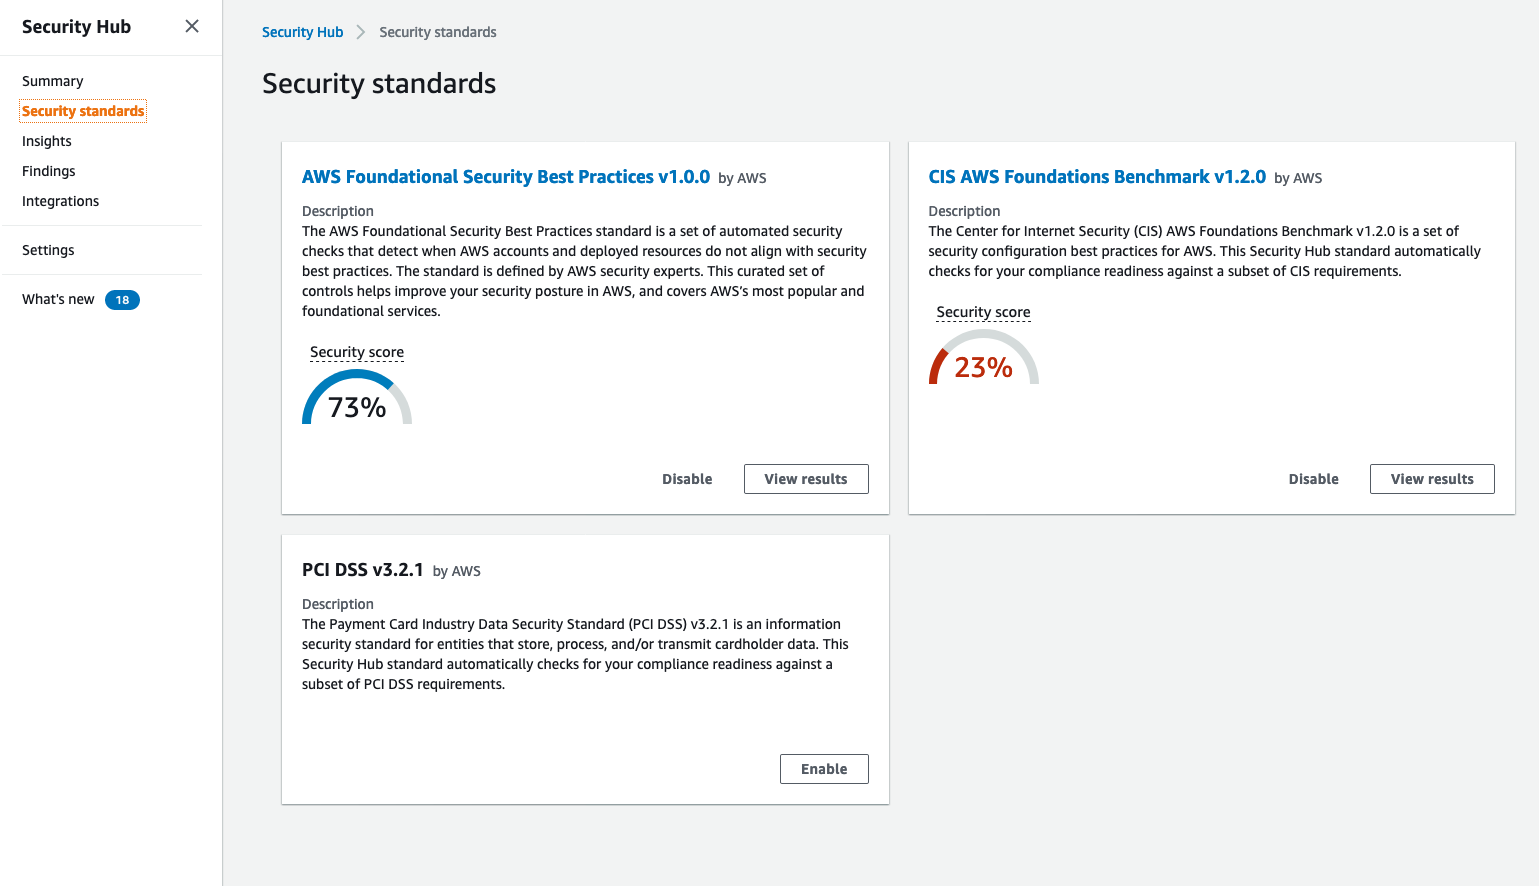 Security Hub
Summary
Security standards
Insights
Findings
Integrations
Settings
What's new 18
Security Hub Security standards
Security standards
AWS Foundational Security Best Practices v1.0.0 by AWS
Description
The AWS Foundational Security Best Practices standard is a set of automated security
checks that detect when AWS accounts and deployed resources do not align with security
best practices. The standard is defined by AWS security experts. This curated set of
controls helps improve your security posture in AWS, and covers AWS’s most popular and
foundational services.
Security score
73%
Disable View results
CIS AWS Foundations Benchmark v1.2.0 by AWS
Description
The Center for Internet Security (CIS) AWS Foundations Benchmark v1.2.0 is a set of
security configuration best practices for AWS. This Security Hub standard automatically
checks for your compliance readiness against a subset of CIS requirements.
Security score
23%
Disable View results
PCI DSS v3.2.1 by AWS
Description
The Payment Card Industry Data Security Standard (PCI DSS) v3.2.1 is an information
security standard for entities that store, process, and/or transmit cardholder data. This
Security Hub standard automatically checks for your compliance readiness against a
subset of PCI DSS requirements.
Enable